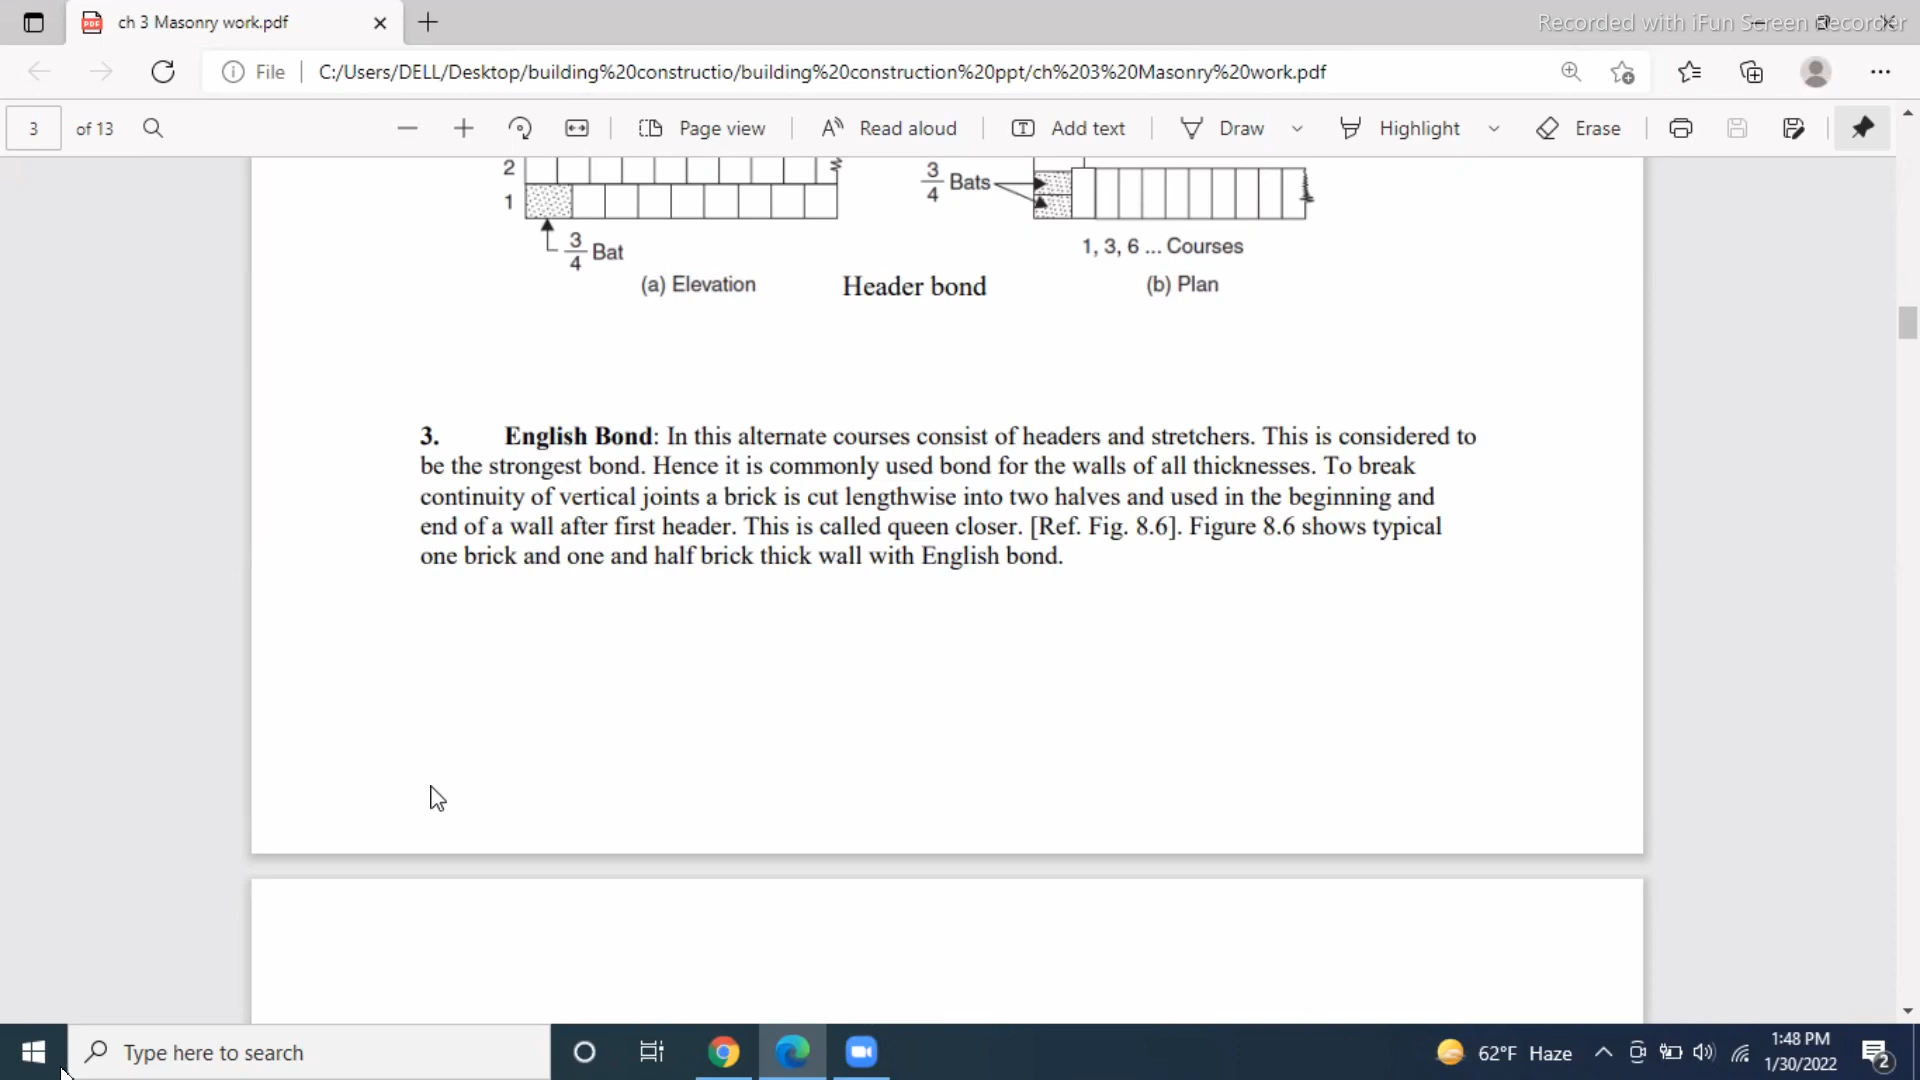 ch 3 Masonry work.pdf
Recorded with iFun Screen Recorder
File
C:/Users/DELL/Desktop/building%20constructio/building%20construction%20ppt/ch%203%20Masonry%20work.pdf
3 of 13
Page view
Read aloud
Add text
Draw
Highlight
Erase
2
1
3/4 Bat
3/4 Bats
1, 3, 6 ... Courses
(a) Elevation
Header bond
(b) Plan
3. English Bond: In this alternate courses consist of headers and stretchers. This is considered to
be the strongest bond. Hence it is commonly used bond for the walls of all thicknesses. To break
continuity of vertical joints a brick is cut lengthwise into two halves and used in the beginning and
end of a wall after first header. This is called queen closer. [Ref. Fig. 8.6]. Figure 8.6 shows typical
one brick and one and half brick thick wall with English bond.
Type here to search
62°F Haze
1:48 PM
1/30/2022
2